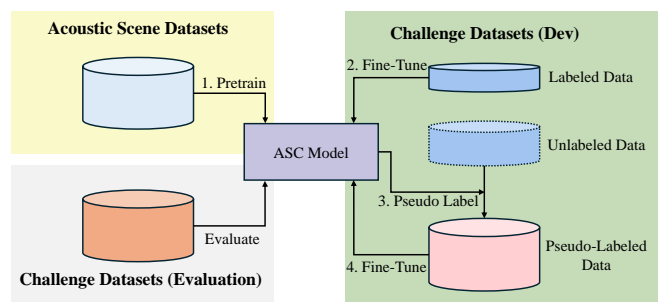 Acoustic Scene Datasets
1. Pretrain
Challenge Datasets (Dev)
2. Fine-Tune
Labeled Data
ASC Model
Unlabeled Data
3. Pseudo Label
Evaluate
Challenge Datasets (Evaluation)
4. Fine-Tune
Pseudo-Labeled
Data